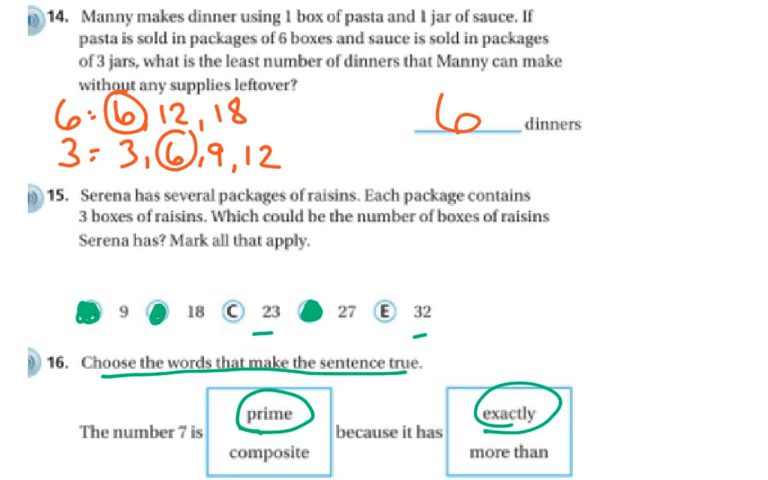 14. Manny makes dinner using 1 box of pasta and 1 jar of sauce. If
pasta is sold in packages of 6 boxes and sauce is sold in packages
of 3 jars, what is the least number of dinners that Manny can make
without any supplies leftover?
6: 6, 12, 18
6 dinners
3= 3, 6, 9, 12
15. Serena has several packages of raisins. Each package contains
3 boxes of raisins. Which could be the number of boxes of raisins
Serena has? Mark all that apply.
9 18 C 23 27 E 32
16. Choose the words that make the sentence true.
prime exactly
The number 7 is because it has
composite more than